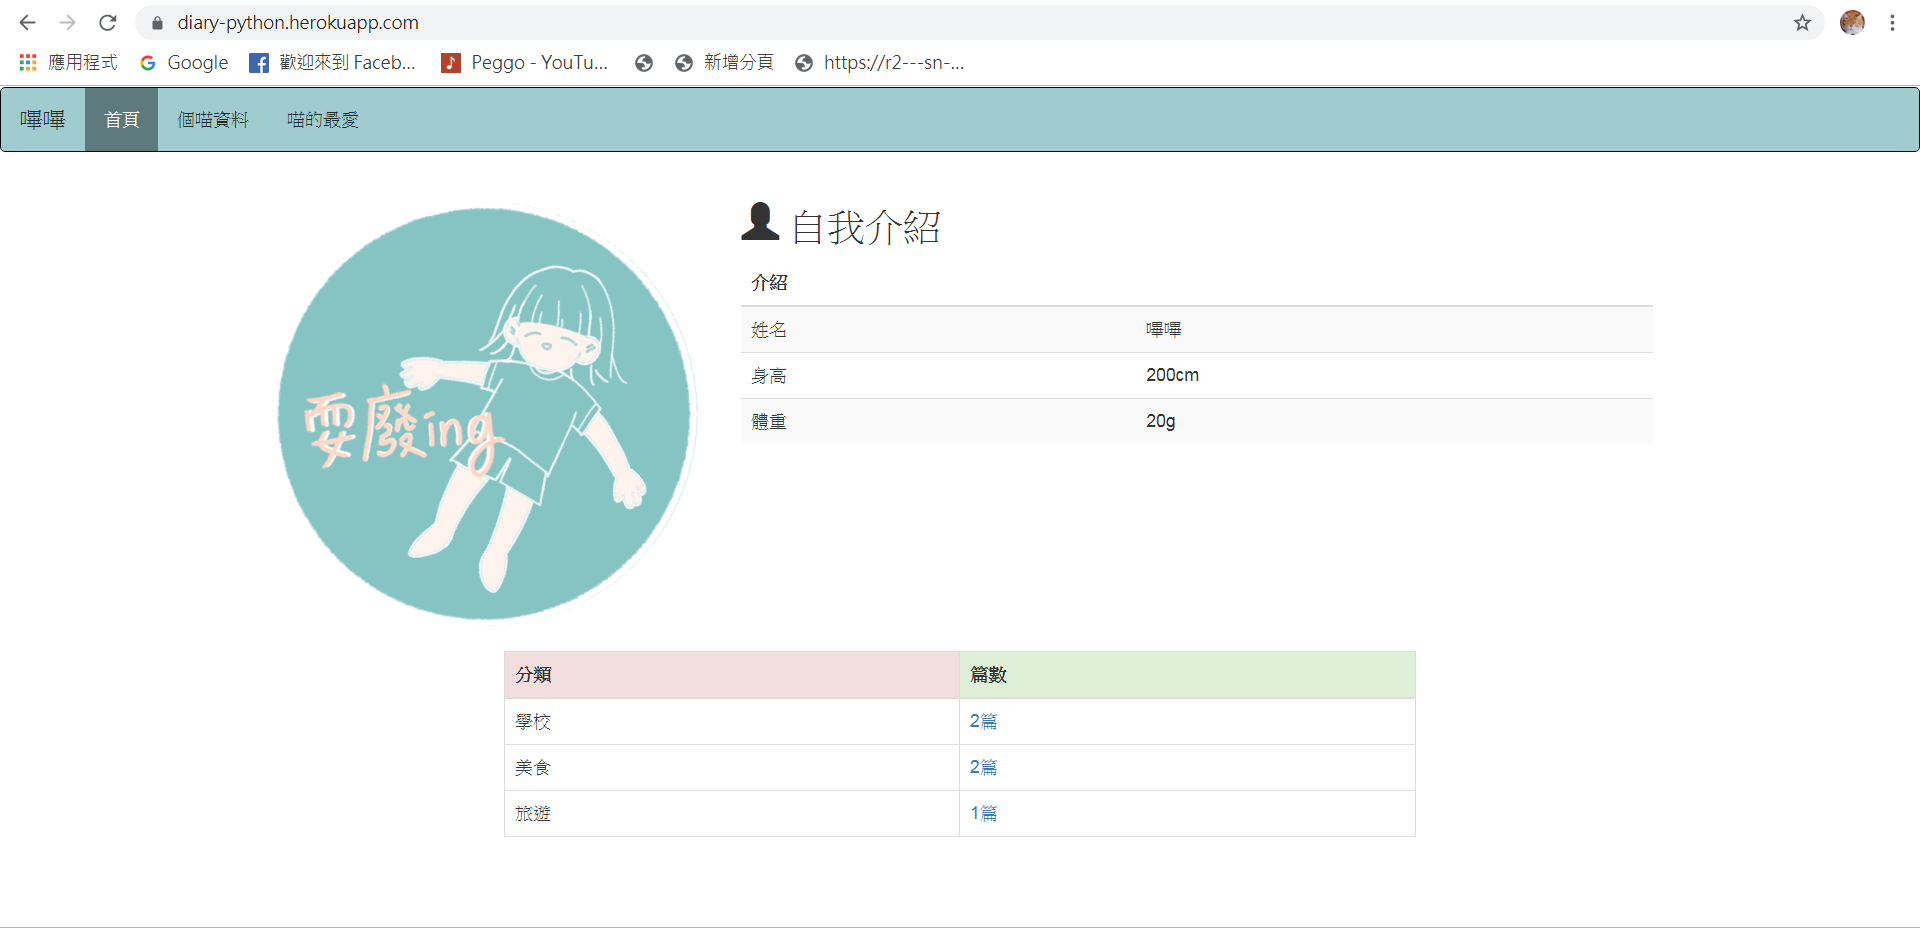 diary-python.herokuapp.com
應用程式 Google 歡迎來到 Faceb... Peggo - YouTu... 新增分頁 https://r2---sn-...
嗶嗶 首頁 個喵資料 喵的最愛
自我介紹
介紹
姓名 嗶嗶
身高 200cm
體重 20g
耍廢ing
分類 篇數
學校 2篇
美食 2篇
旅遊 1篇